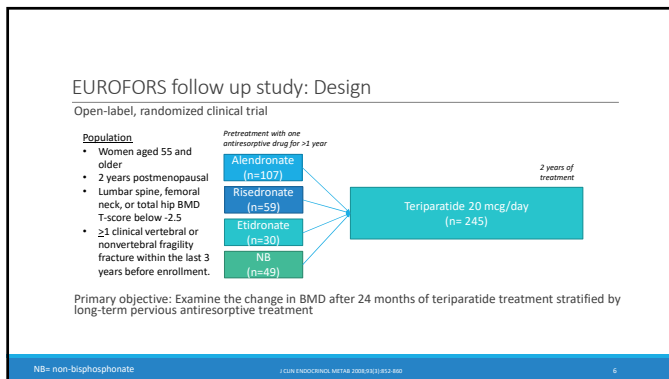 EUROFORS follow up study: Design
Open-label, randomized clinical trial
Population
• Women aged 55 and
older
• 2 years postmenopausal
• Lumbar spine, femoral
neck, or total hip BMD
T-score below -2.5
• >1 clinical vertebral or
nonvertebral fragility
fracture within the last 3
years before enrollment.
Pretreatment with one
antiresorptive drug for >1 year
Alendronate
(n=107)
Risedronate
(n=59)
Etidronate
(n=30)
NB
(n=49)
2 years of
treatment
Teriparatide 20 mcg/day
(n= 245)
Primary objective: Examine the change in BMD after 24 months of teriparatide treatment stratified by
long-term pervious antiresorptive treatment
NB= non-bisphosphonate
J CLIN ENDOCRINOL METAB 2008;93(3):852-860
6